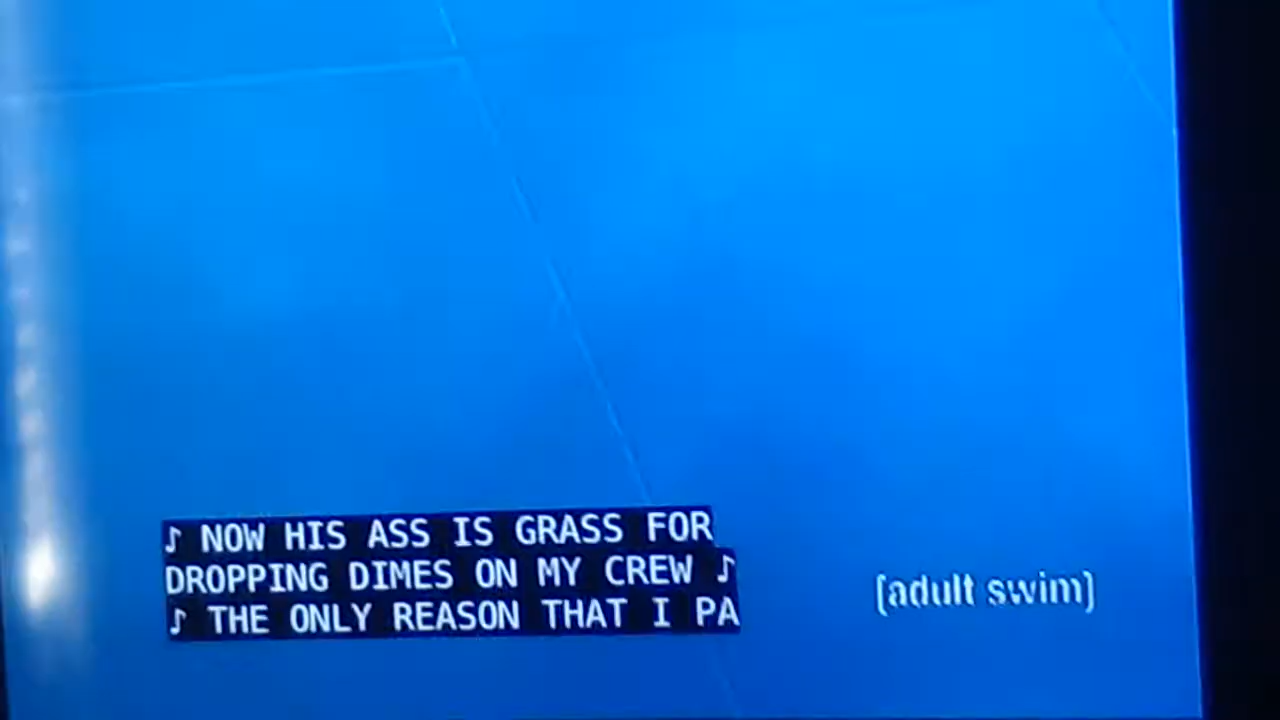 ♪ NOW HIS ASS IS GRASS FOR
DROPPING DIMES ON MY CREW ♪
♪ THE ONLY REASON THAT I PA
[adult swim]